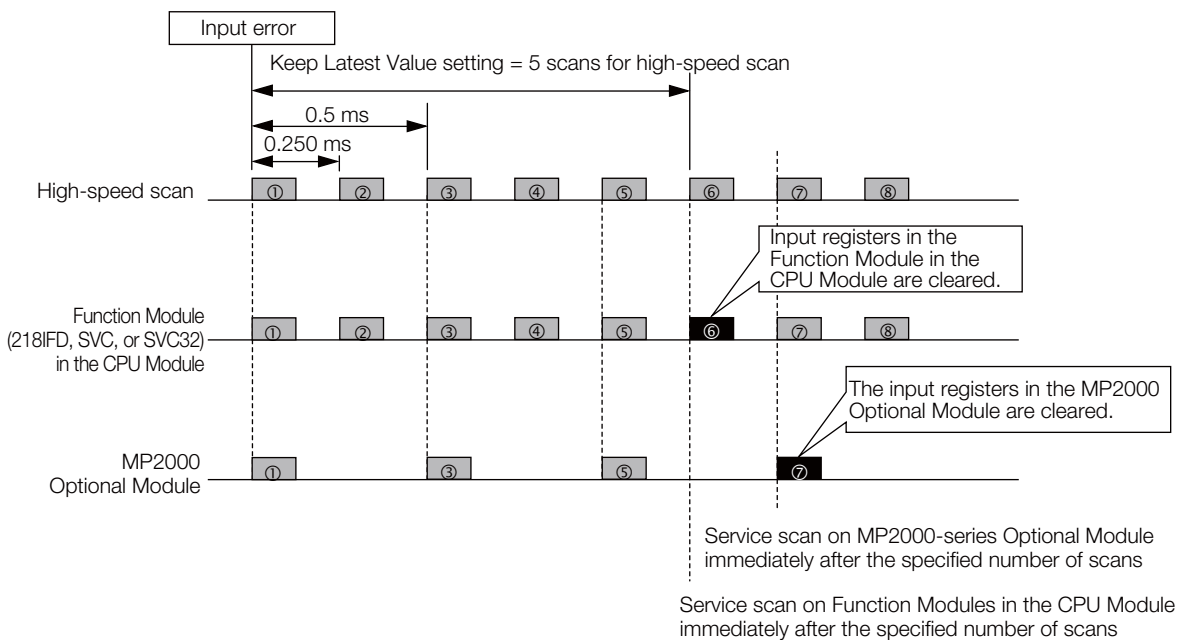 Input error
Keep Latest Value setting = 5 scans for high-speed scan
0.5 ms
0.250 ms
High-speed scan
① ② ③ ④ ⑤ ⑥ ⑦ ⑧
Input registers in the
Function Module in the
CPU Module are cleared.
Function Module
(218IFD, SVC, or SVC32)
in the CPU Module
① ② ③ ④ ⑤ ⑥ ⑦ ⑧
The input registers in the MP2000
Optional Module are cleared.
MP2000
Optional Module
① ③ ⑤ ⑦
Service scan on MP2000-series Optional Module
immediately after the specified number of scans
Service scan on Function Modules in the CPU Module
immediately after the specified number of scans